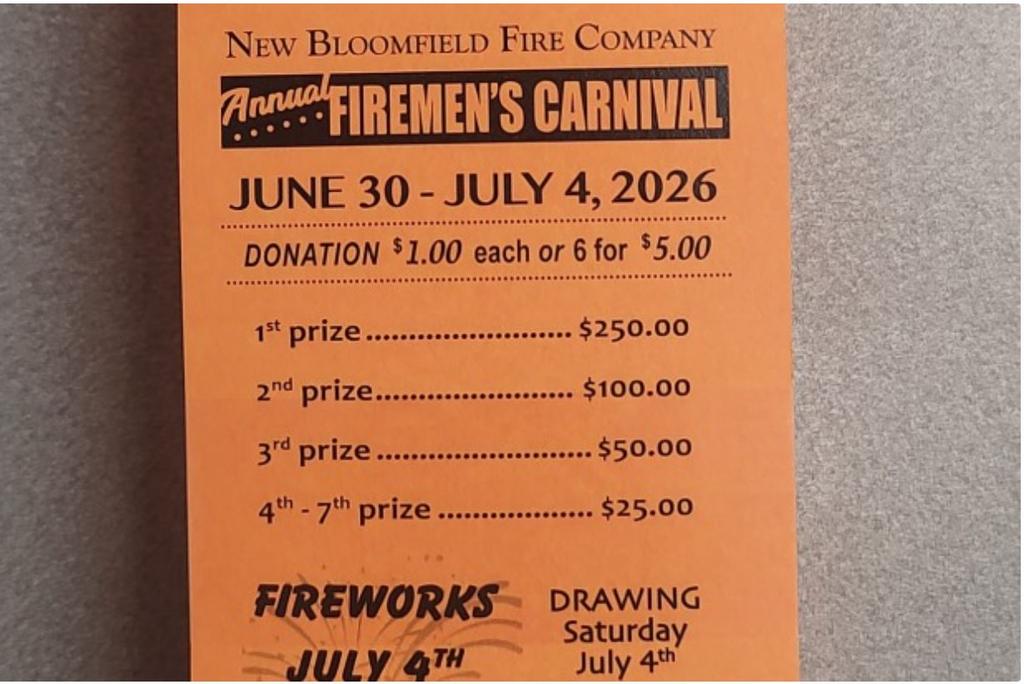 NEW BLOOMFIELD FIRE COMPANY
Annual FIREMEN'S CARNIVAL
JUNE 30 - JULY 4, 2026
DONATION $1.00 each or 6 for $5.00
1st prize...................... $250.00
2nd prize..................... $100.00
3rd prize....................... $50.00
4th - 7th prize ................. $25.00
FIREWORKS
JULY 4TH
DRAWING
Saturday
July 4th